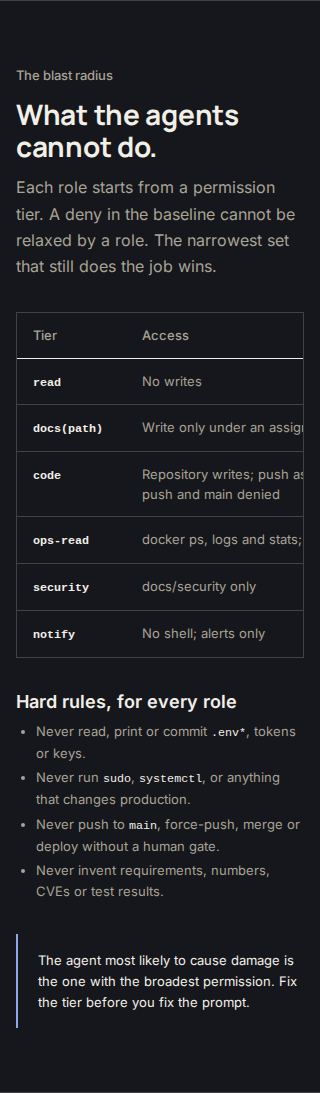 The blast radius
What the agents
cannot do.
Each role starts from a permission
tier. A deny in the baseline cannot be
relaxed by a role. The narrowest set
that still does the job wins.
Tier Access
read No writes
docs(path) Write only under an
code Repository writes; push
push and main denied
ops-read docker ps, logs and stats;
security docs/security only
notify No shell; alerts only
Hard rules, for every role
• Never read, print or commit .env*, tokens
or keys.
• Never run sudo, systemctl, or anything
that changes production.
• Never push to main, force-push, merge or
deploy without a human gate.
• Never invent requirements, numbers,
CVEs or test results.
The agent most likely to cause damage is
the one with the broadest permission. Fix
the tier before you fix the prompt.